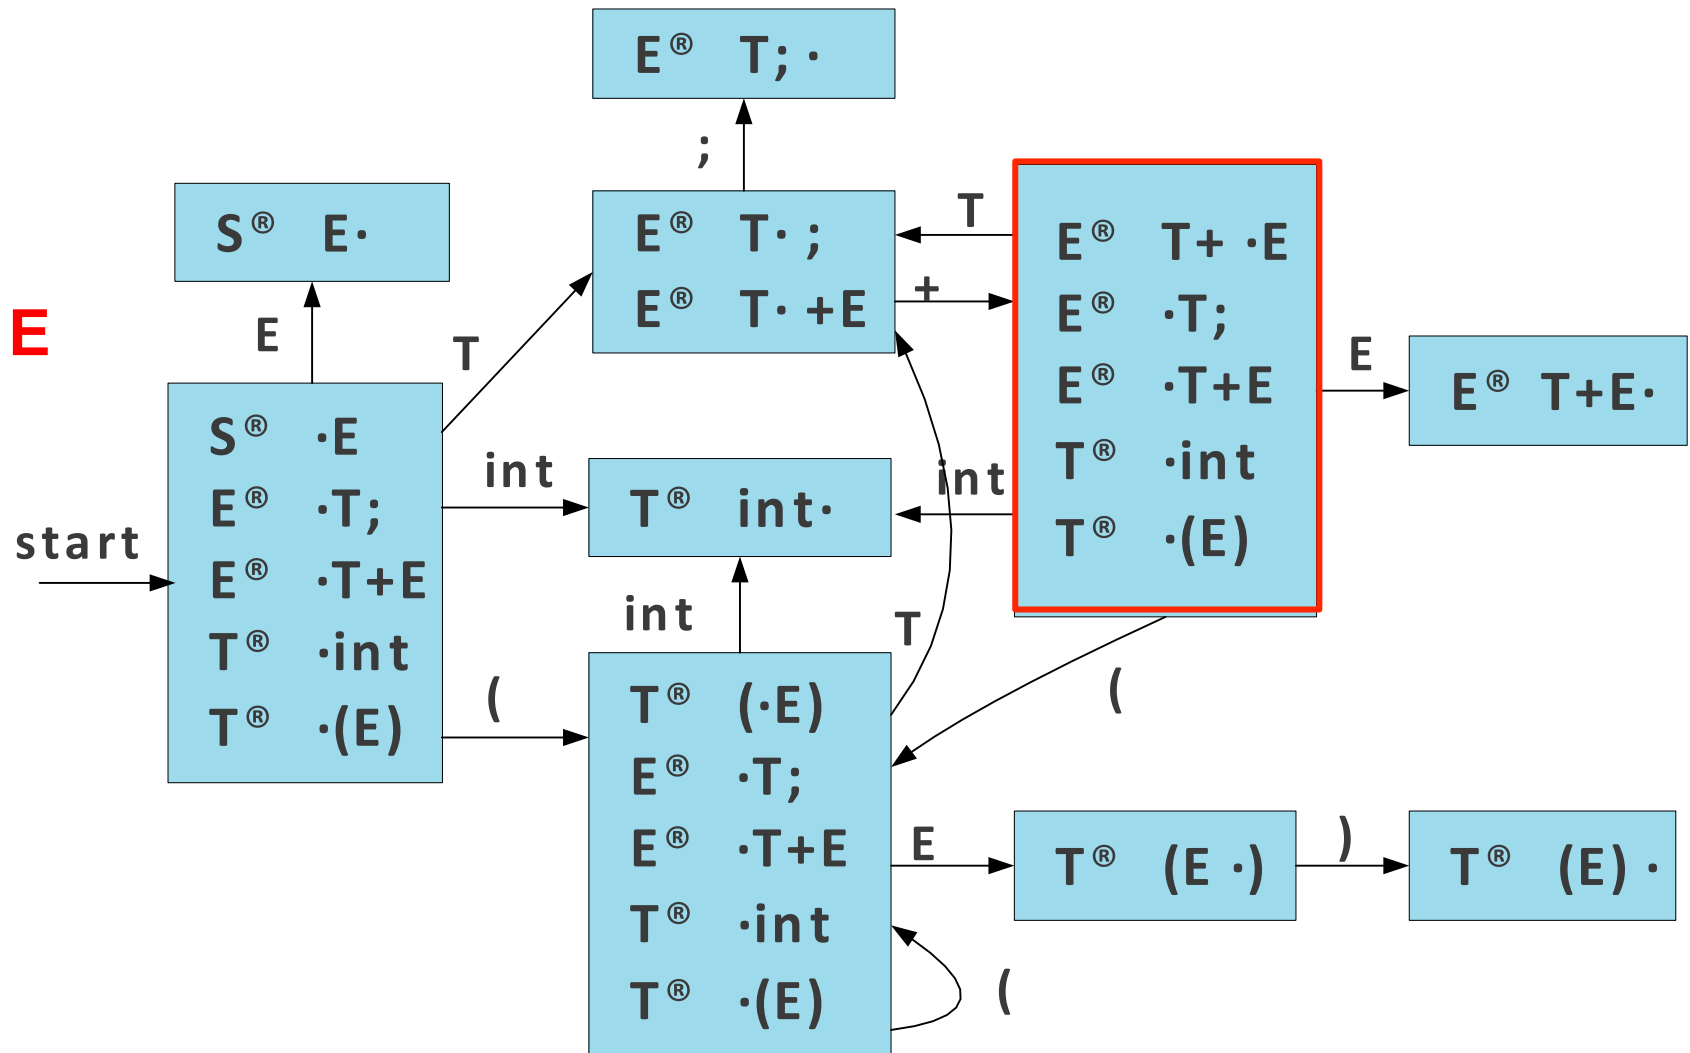 E® T; ·
;
S® E·
E® T· ;
E® T· +E
T
+
E® T+ ·E
E® ·T;
E® ·T+E
T® ·int
T® ·(E)
E
E
T
E
E® T+E·
S® ·E
E® ·T;
E® ·T+E
T® ·int
T® ·(E)
start
int
T® int·
int
int
T
(
(
T® (·E)
E® ·T;
E® ·T+E
T® ·int
T® ·(E)
E
T® (E ·)
)
T® (E) ·
(